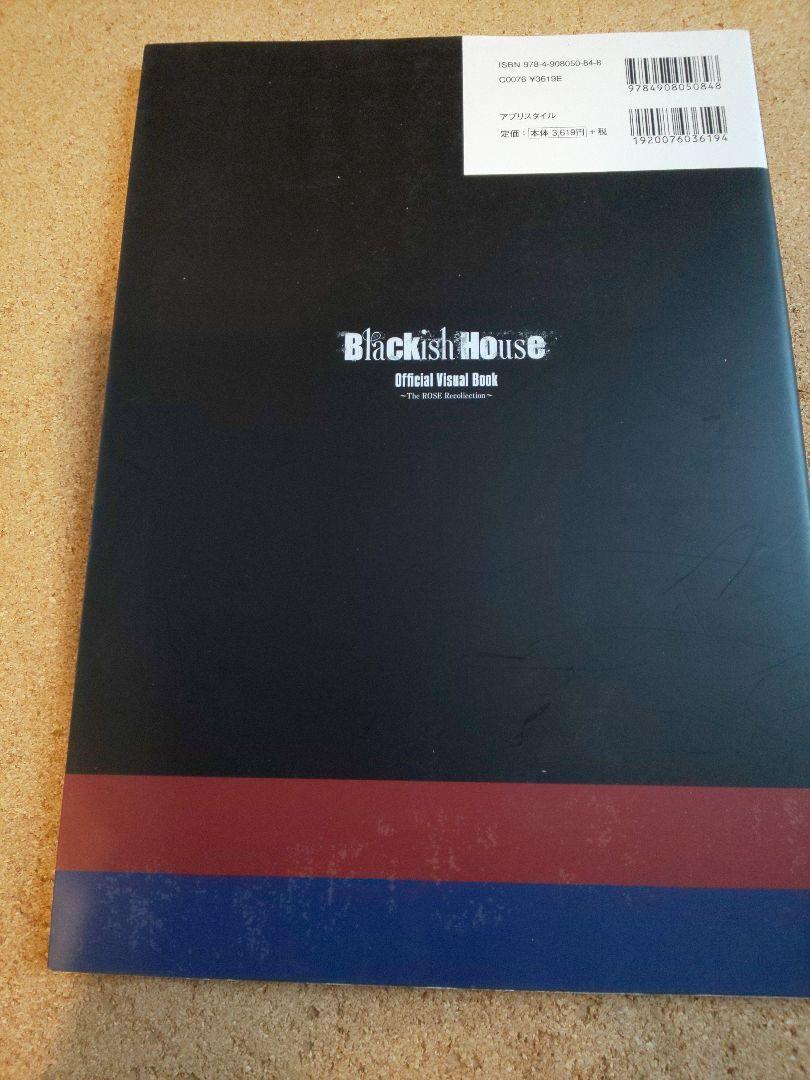 ISBN 978-4-908050-84-8
C0076 ¥3619E
9784908050848
アプリスタイル
定価：本体 3,619円＋税
1920076036194
Blackish House
Official Visual Book
～The ROSE Recollection～